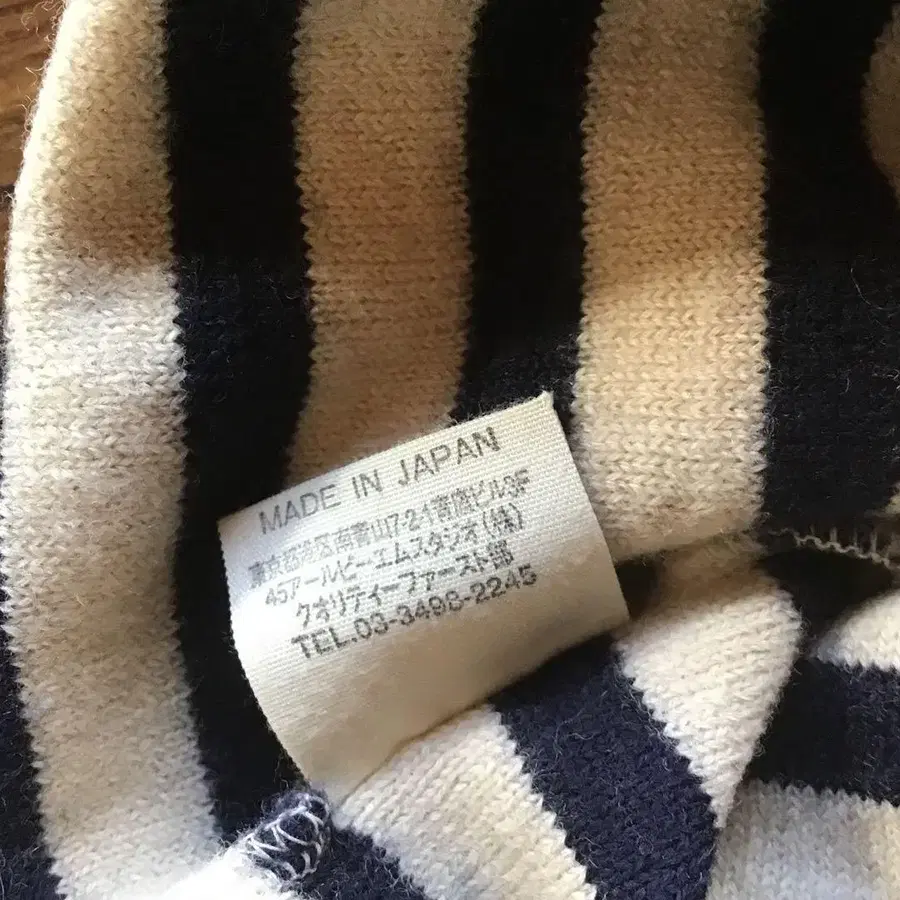 MADE IN JAPAN
東京都港区南青山7-2-1青庭ビル3F
45アールピーエムスタジオ(株)
クオリティーファースト部
TEL.03-3498-2245